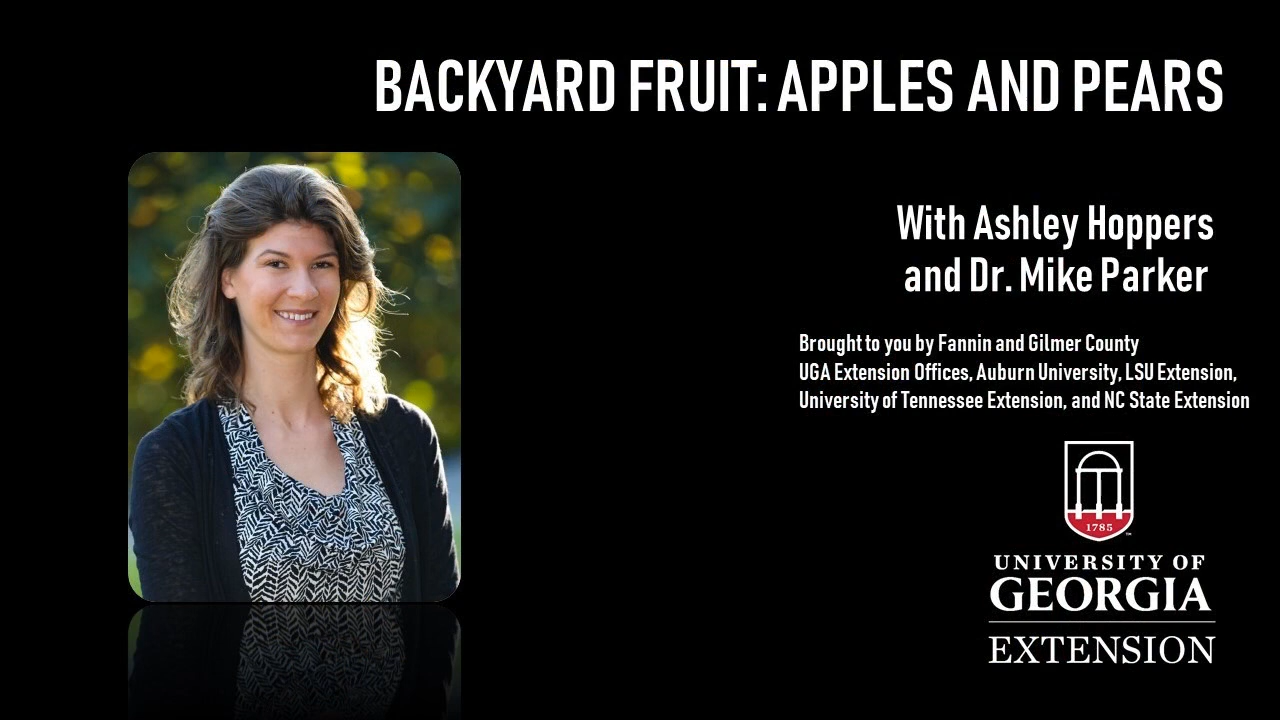 BACKYARD FRUIT: APPLES AND PEARS
With Ashley Hoppers
and Dr. Mike Parker
Brought to you by Fannin and Gilmer County
UGA Extension Offices, Auburn University, LSU Extension,
University of Tennessee Extension, and NC State Extension
1785
UNIVERSITY OF
GEORGIA
EXTENSION